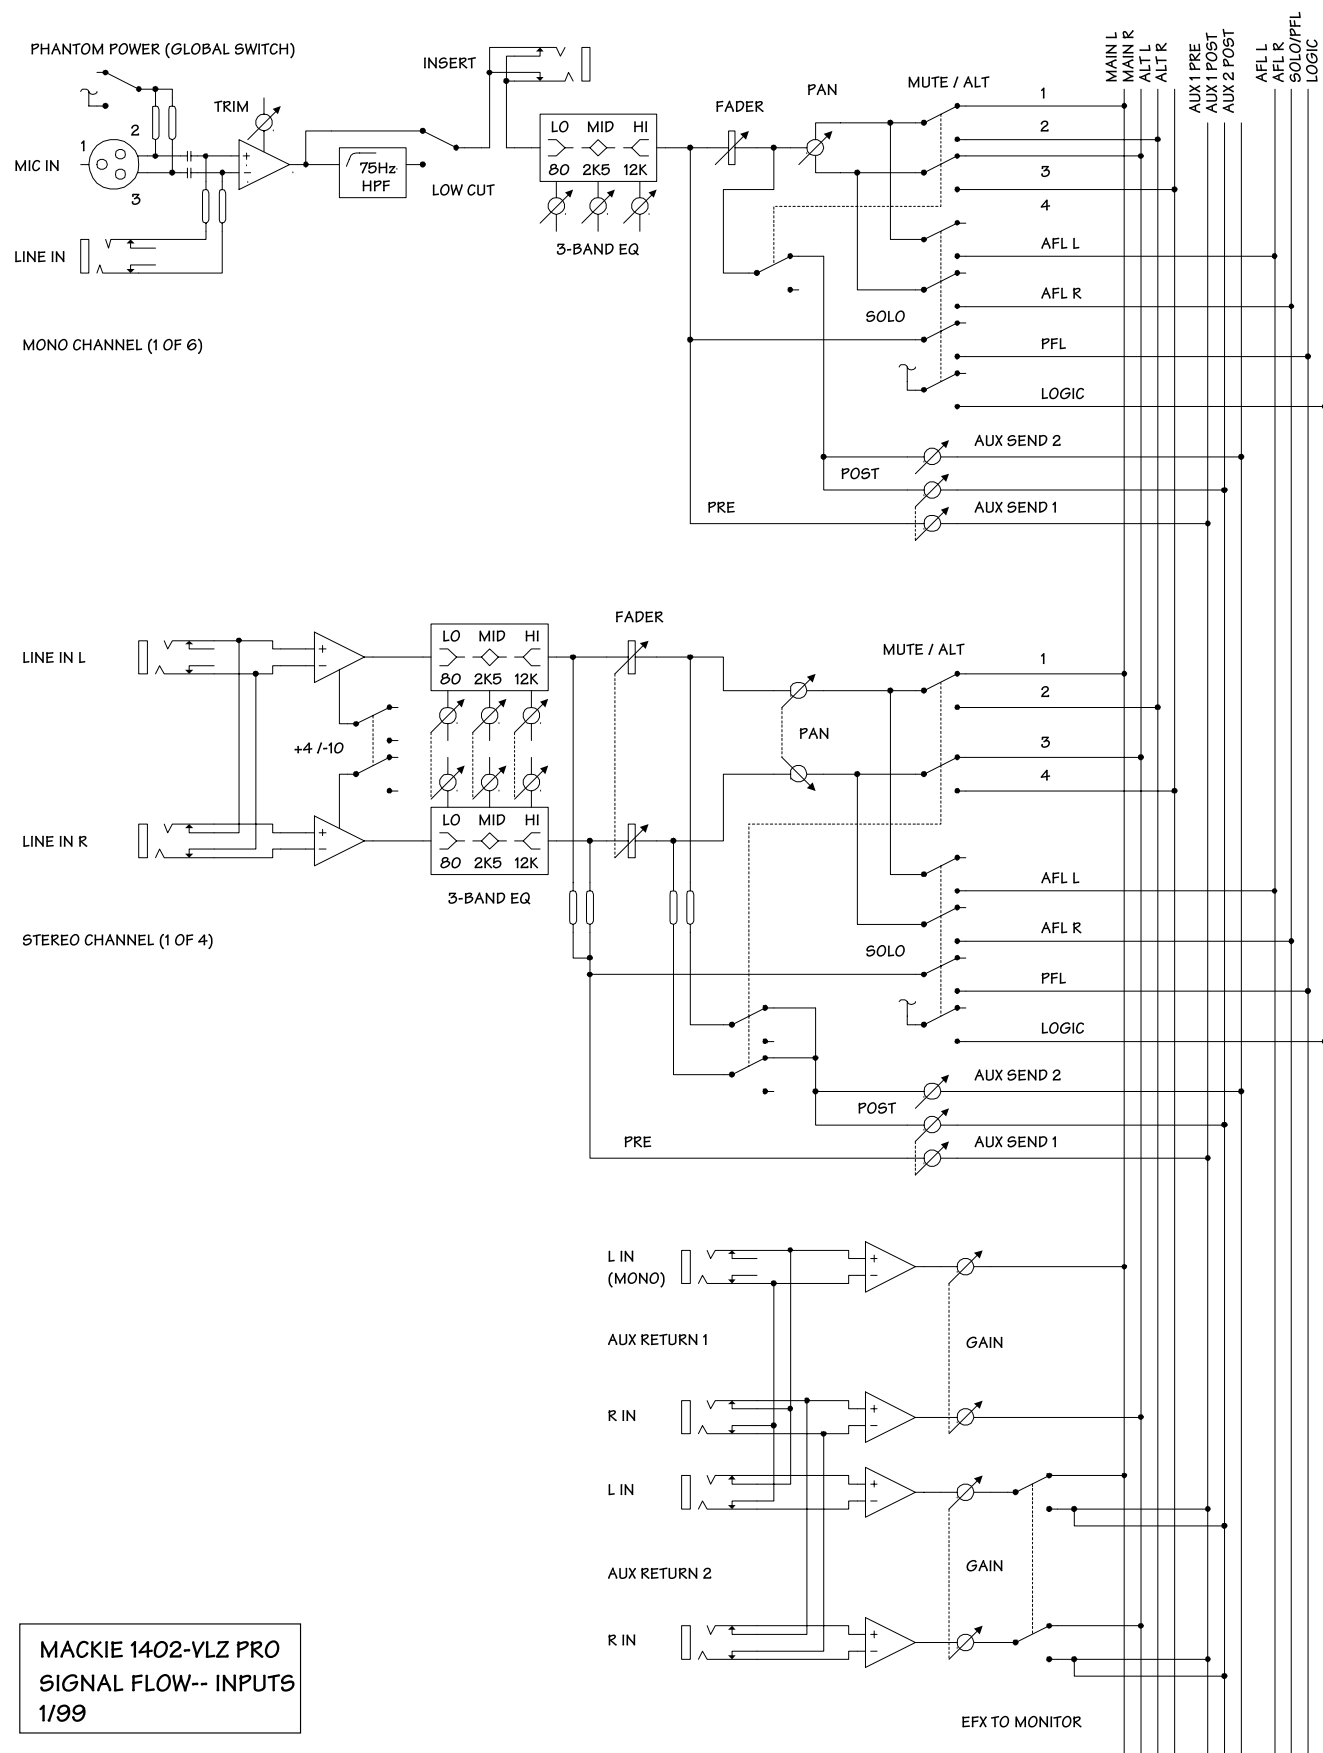 PHANTOM POWER (GLOBAL SWITCH)
INSERT
TRIM
MIC IN
1
2
3
75Hz
HPF
LOW CUT
LINE IN
MONO CHANNEL (1 OF 6)
LO MID HI
80 2K5 12K
3-BAND EQ
FADER
PAN
MUTE / ALT
1
2
3
4
AFL L
AFL R
SOLO
PFL
LOGIC
AUX SEND 2
POST
PRE
AUX SEND 1
MAIN L
MAIN R
ALT L
ALT R
AUX 1 PRE
AUX 1 POST
AUX 2 POST
AFL L
AFL R
SOLO/PFL
LOGIC
LINE IN L
+4 /-10
LINE IN R
LO MID HI
80 2K5 12K
LO MID HI
80 2K5 12K
3-BAND EQ
STEREO CHANNEL (1 OF 4)
FADER
PAN
MUTE / ALT
1
2
3
4
AFL L
AFL R
SOLO
PFL
LOGIC
AUX SEND 2
POST
PRE
AUX SEND 1
L IN
(MONO)
AUX RETURN 1
GAIN
R IN
L IN
AUX RETURN 2
GAIN
R IN
EFX TO MONITOR
MACKIE 1402-VLZ PRO
SIGNAL FLOW-- INPUTS
1/99